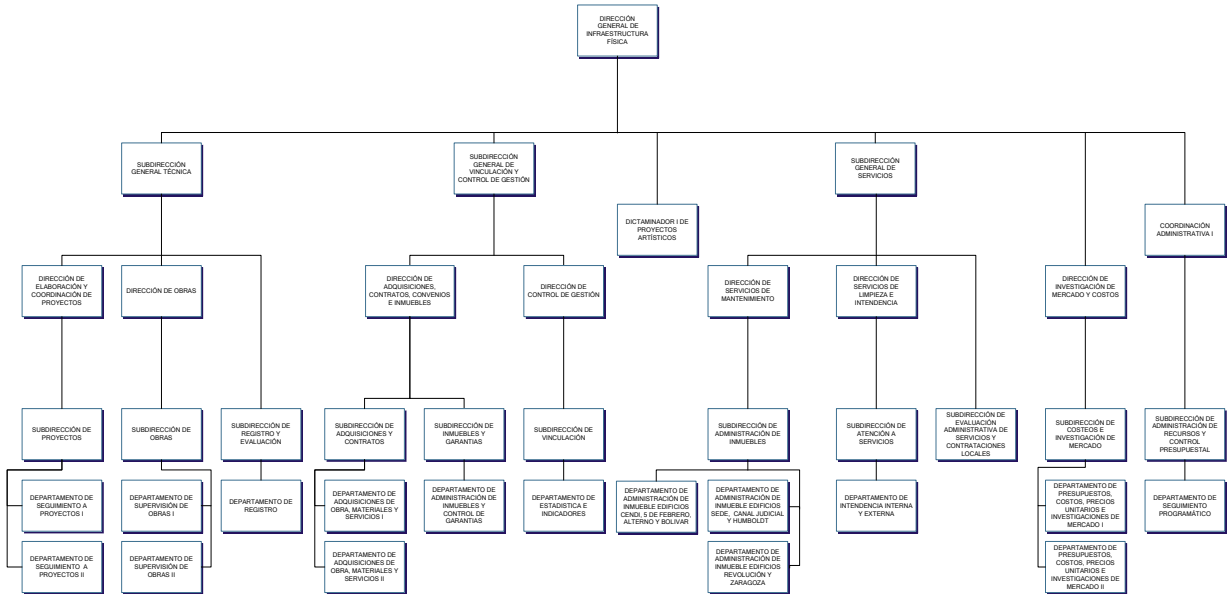 DIRECCIÓN
GENERAL DE
INFRAESTRUCTURA
FÍSICA
SUBDIRECCIÓN
GENERAL TÉCNICA
SUBDIRECCIÓN
GENERAL DE
VINCULACIÓN Y
CONTROL DE GESTIÓN
SUBDIRECCIÓN
GENERAL DE
SERVICIOS
DICTAMINADOR I DE
PROYECTOS
ARTÍSTICOS
COORDINACIÓN
ADMINISTRATIVA I
DIRECCIÓN DE
ELABORACIÓN Y
COORDINACIÓN DE
PROYECTOS
DIRECCIÓN DE OBRAS
DIRECCIÓN DE
ADQUISICIONES,
CONTRATOS, CONVENIOS
E INMUEBLES
DIRECCIÓN DE
CONTROL DE GESTIÓN
DIRECCIÓN DE
SERVICIOS DE
MANTENIMIENTO
DIRECCIÓN DE
SERVICIOS DE
LIMPIEZA E
INTENDENCIA
DIRECCIÓN DE
INVESTIGACIÓN DE
MERCADO Y COSTOS
SUBDIRECCIÓN DE
PROYECTOS
SUBDIRECCIÓN DE
OBRAS
SUBDIRECCIÓN DE
REGISTRO Y
EVALUACIÓN
SUBDIRECCIÓN DE
ADQUISICIONES Y
CONTRATOS
SUBDIRECCIÓN DE
INMUEBLES Y
GARANTIAS
SUBDIRECCIÓN DE
VINCULACIÓN
SUBDIRECCIÓN DE
ADMINISTRACIÓN DE
INMUEBLES
SUBDIRECCIÓN DE
ATENCIÓN A
SERVICIOS
SUBDIRECCIÓN DE
EVALUACIÓN
ADMINISTRATIVA DE
SERVICIOS Y
CONTRATACIONES
LOCALES
SUBDIRECCIÓN DE
COSTEOS E
INVESTIGACIÓN DE
MERCADO
SUBDIRECCIÓN DE
ADMINISTRACIÓN DE
RECURSOS Y
CONTROL
PRESUPUESTAL
DEPARTAMENTO DE
SEGUIMIENTO A
PROYECTOS I
DEPARTAMENTO DE
SUPERVISIÓN DE
OBRAS I
DEPARTAMENTO DE
REGISTRO
DEPARTAMENTO DE
ADQUISICIONES DE
OBRA, MATERIALES Y
SERVICIOS I
DEPARTAMENTO DE
ADMINISTRACIÓN DE
INMUEBLES Y
CONTROL DE
GARANTIAS
DEPARTAMENTO DE
ESTADISTICA E
INDICADORES
DEPARTAMENTO DE
ADMINISTRACIÓN DE
INMUEBLE EDIFICIOS
CENDI, 5 DE FEBRERO,
ALTERNO Y BOLIVAR
DEPARTAMENTO DE
ADMINISTRACIÓN DE
INMUEBLE EDIFICIOS
SEDE, CANAL JUDICIAL
Y HUMBOLDT
DEPARTAMENTO DE
INTENDENCIA INTERNA
Y EXTERNA
DEPARTAMENTO DE
PRESUPUESTOS,
COSTOS, PRECIOS
UNITARIOS E
INVESTIGACIONES DE
MERCADO I
DEPARTAMENTO DE
SEGUIMIENTO
PROGRAMÁTICO
DEPARTAMENTO DE
SEGUIMIENTO A
PROYECTOS II
DEPARTAMENTO DE
SUPERVISIÓN DE
OBRAS II
DEPARTAMENTO DE
ADQUISICIONES DE
OBRA, MATERIALES Y
SERVICIOS II
DEPARTAMENTO DE
ADMINISTRACIÓN DE
INMUEBLE EDIFICIOS
REVOLUCIÓN Y
ZARAGOZA
DEPARTAMENTO DE
PRESUPUESTOS,
COSTOS, PRECIOS
UNITARIOS E
INVESTIGACIONES DE
MERCADO II